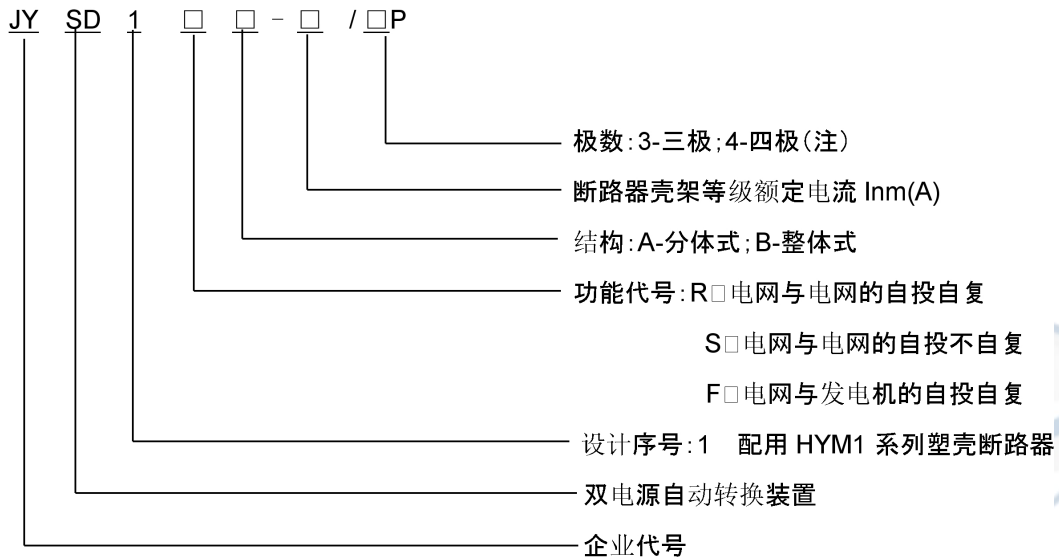 JY SD 1 □ □ - □ / □P
极数:3-三极;4-四极(注)
断路器壳架等级额定电流 Inm(A)
结构:A-分体式;B-整体式
功能代号:R□电网与电网的自投自复
S□电网与电网的自投不自复
F□电网与发电机的自投自复
设计序号:1 配用 HYM1 系列塑壳断路器
双电源自动转换装置
企业代号